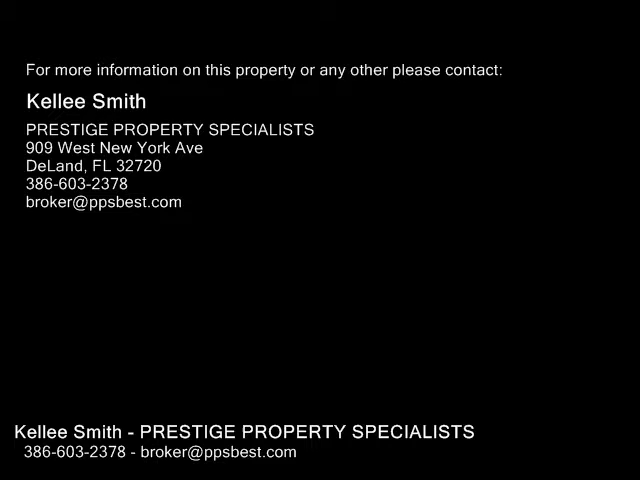 For more information on this property or any other please contact:
Kellee Smith
PRESTIGE PROPERTY SPECIALISTS
909 West New York Ave
DeLand, FL 32720
386-603-2378
broker@ppsbest.com
Kellee Smith - PRESTIGE PROPERTY SPECIALISTS
386-603-2378 - broker@ppsbest.com